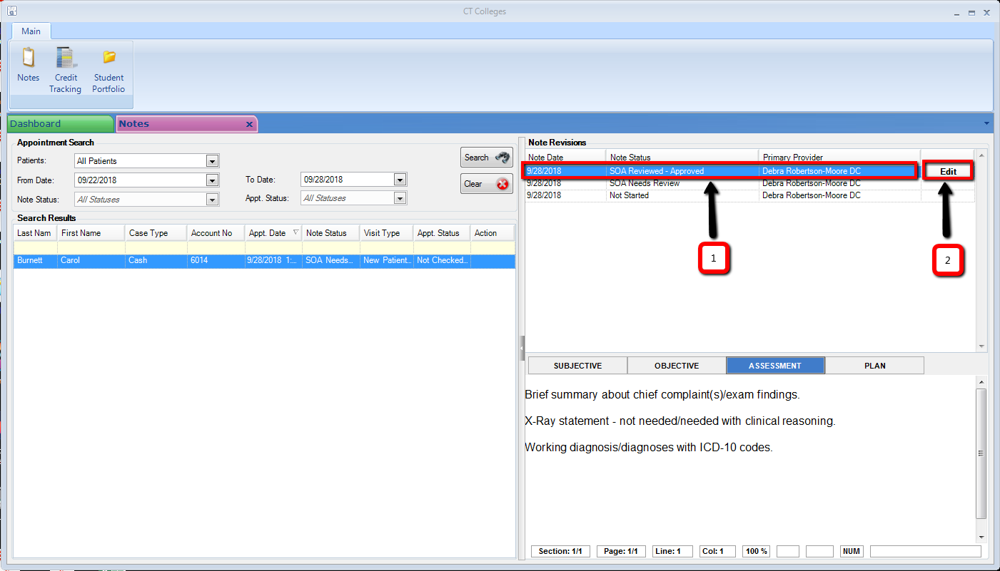 CT Colleges
Main
Notes
Credit Tracking
Student Portfolio
Dashboard
Notes x
Appointment Search
Patients: All Patients
Search
From Date: 09/22/2018 To Date: 09/28/2018
Clear
Note Status: All Statuses Appt. Status: All Statuses
Search Results
Last Nam First Name Case Type Account No Appt. Date Note Status Visit Type Appt. Status Action
Burnett Carol Cash 6014 9/28/2018 1:... SOA Needs... New Patient... Not Checked...
Note Revisions
Note Date Note Status Primary Provider
9/28/2018 SOA Reviewed - Approved Debra Robertson-Moore DC Edit
9/28/2018 SOA Needs Review Debra Robertson-Moore DC
9/28/2018 Not Started Debra Robertson-Moore DC
1
2
SUBJECTIVE OBJECTIVE ASSESSMENT PLAN
Brief summary about chief complaint(s)/exam findings.
X-Ray statement - not needed/needed with clinical reasoning.
Working diagnosis/diagnoses with ICD-10 codes.
Section: 1/1 Page: 1/1 Line: 1 Col: 1 100 % NUM